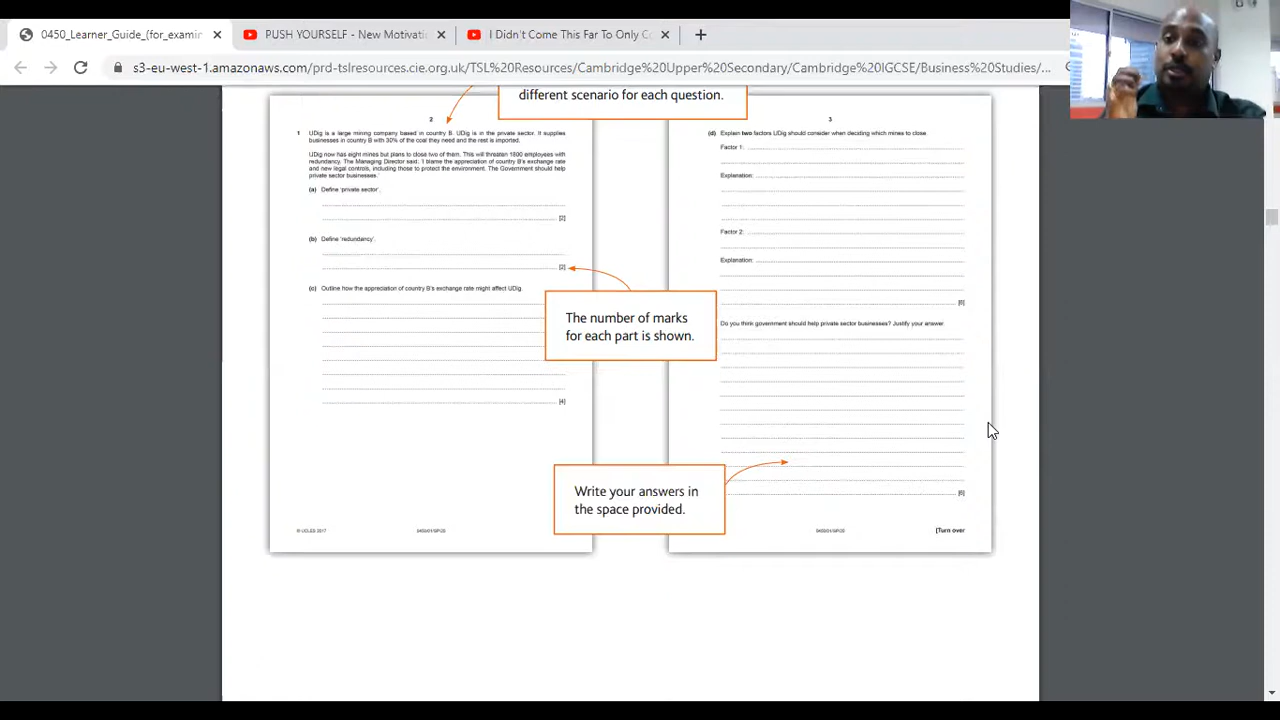 0450_Learner_Guide_(for_examin
PUSH YOURSELF - New Motivati
I Didn't Come This Far To Only C
s3-eu-west-1.amazonaws.com/prd-tslresources.cie.org.uk/TSL%20Resources/Cambridge%20Upper%20Secondary/Cambridge%20IGCSE/Business%20Studies/...
different scenario for each question.
2
1 UDig is a large mining company based in country B. UDig is in the private sector. It supplies
businesses in country B with 30% of the coal they need and the rest is imported.
UDig now has eight mines but plans to close two of them. This will threaten 1800 employees with
redundancy. The Managing Director said: 'I blame the appreciation of country B's exchange rate
and new legal controls, including those to protect the environment. The Government should help
private sector businesses.'
(a) Define 'private sector'.
[2]
(b) Define 'redundancy'.
[2]
(c) Outline how the appreciation of country B's exchange rate might affect UDig.
[4]
The number of marks
for each part is shown.
Write your answers in
the space provided.
© UCLES 2017
3
(d) Explain two factors UDig should consider when deciding which mines to close.
Factor 1:
Explanation:
Factor 2:
Explanation:
[6]
Do you think government should help private sector businesses? Justify your answer.
[6]
[Turn over